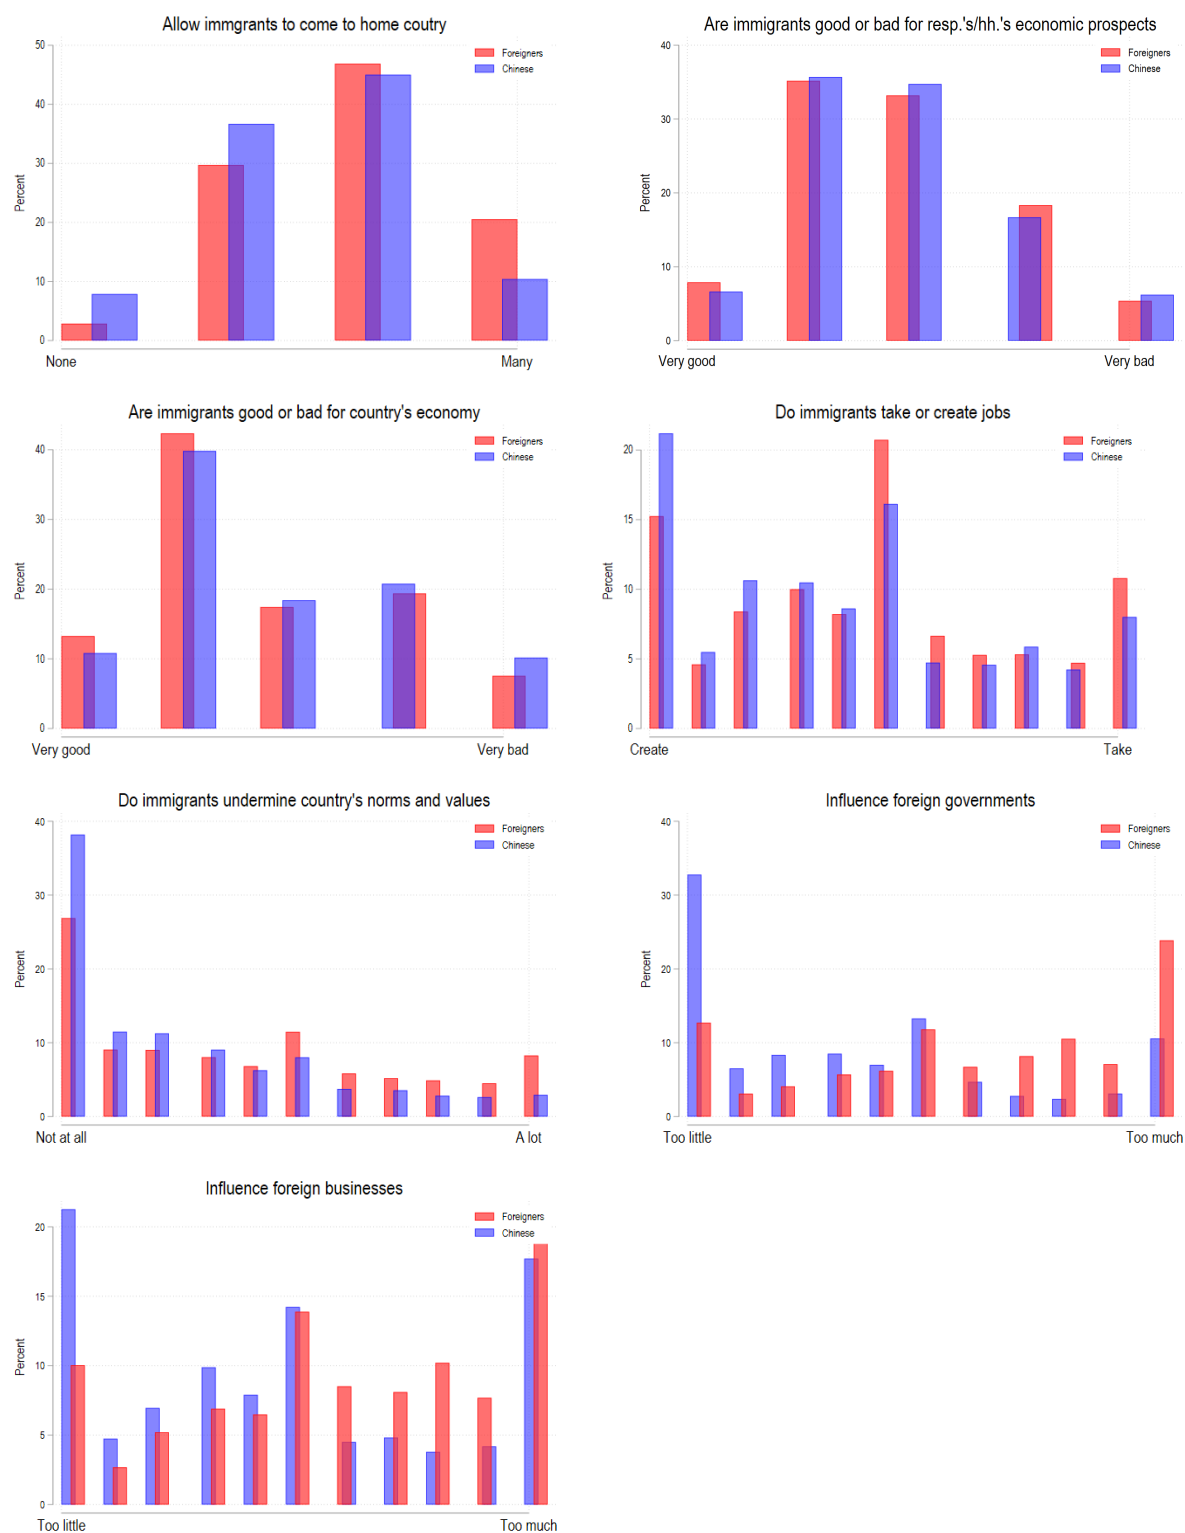 Allow immgrants to come to home coutry
Foreigners
Chinese
Percent
50
40
30
20
10
0
None
Many
Are immigrants good or bad for resp.'s/hh.'s economic prospects
Foreigners
Chinese
Percent
40
30
20
10
0
Very good
Very bad
Are immigrants good or bad for country's economy
Foreigners
Chinese
Percent
40
30
20
10
0
Very good
Very bad
Do immigrants take or create jobs
Foreigners
Chinese
Percent
20
15
10
5
0
Create
Take
Do immigrants undermine country's norms and values
Foreigners
Chinese
Percent
40
30
20
10
0
Not at all
A lot
Influence foreign governments
Foreigners
Chinese
Percent
40
30
20
10
0
Too little
Too much
Influence foreign businesses
Foreigners
Chinese
Percent
20
15
10
5
0
Too little
Too much